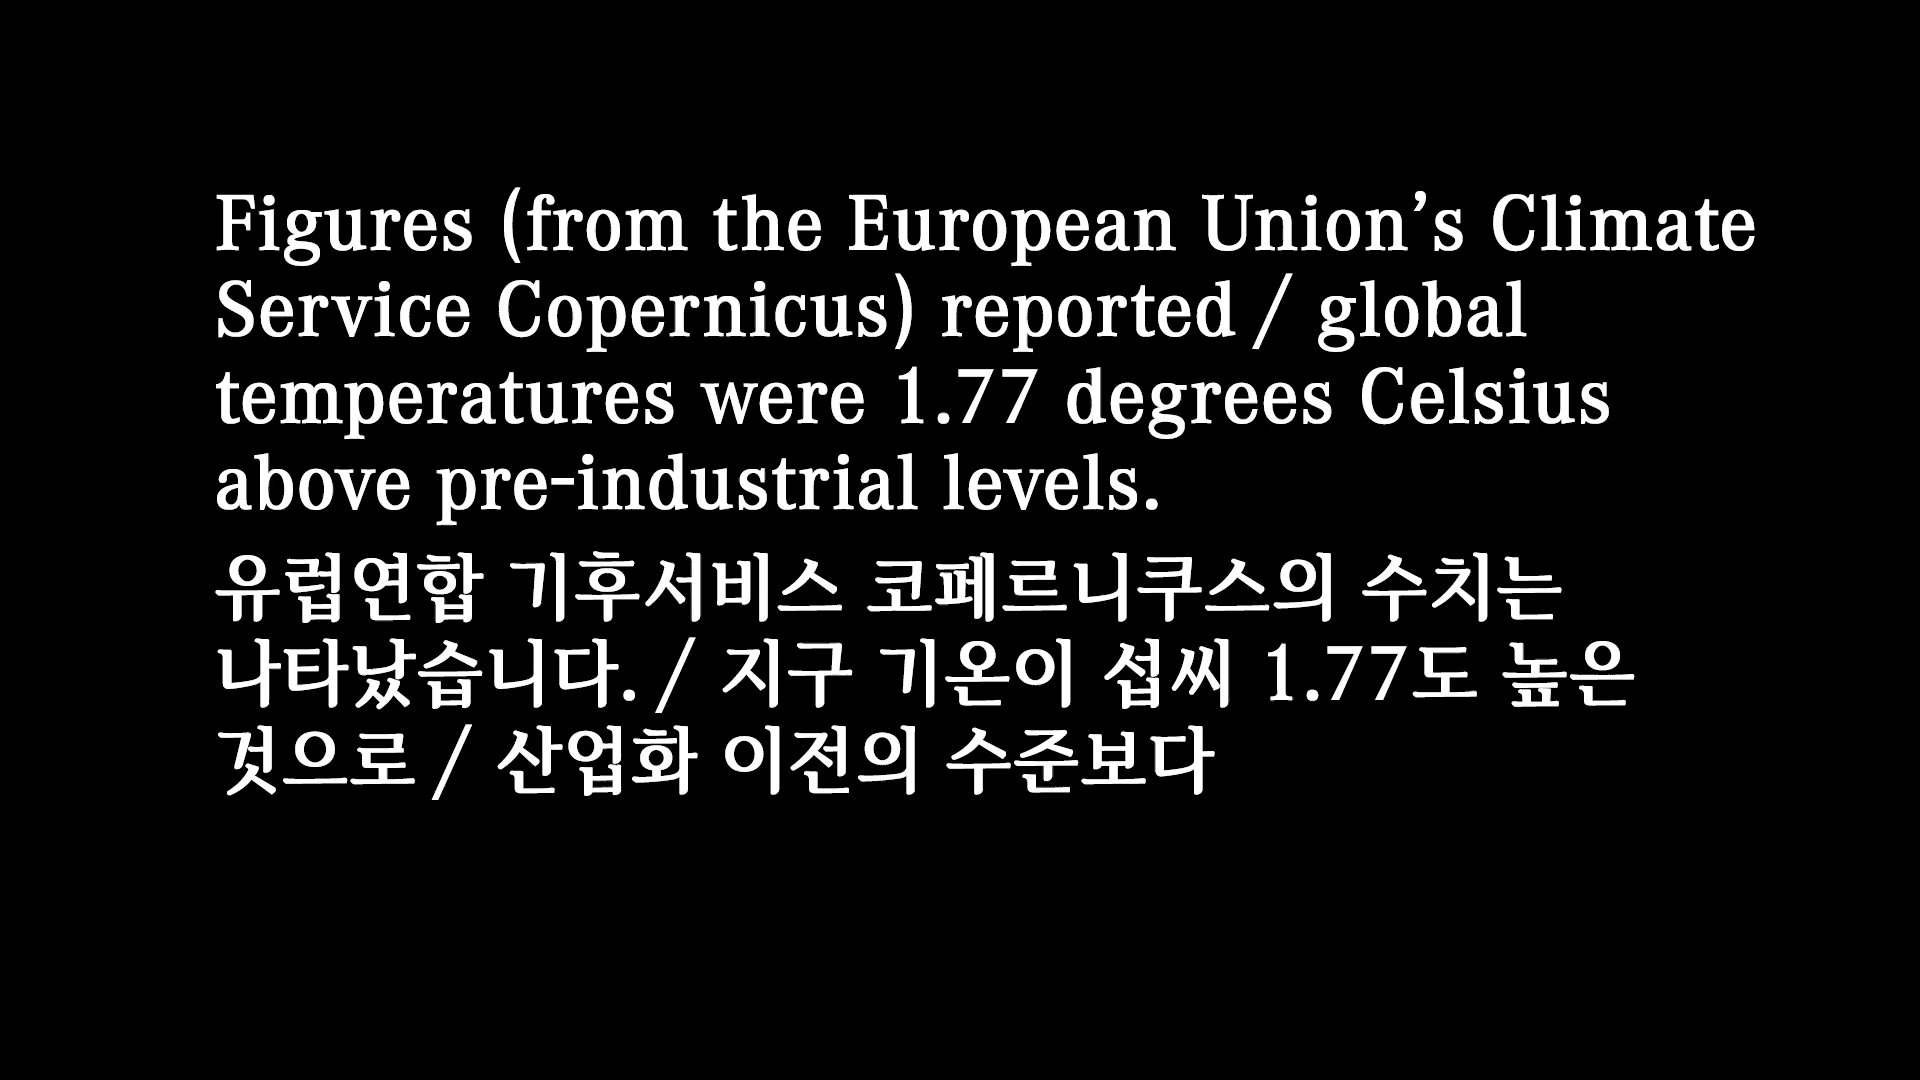 Figures (from the European Union’s Climate
Service Copernicus) reported / global
temperatures were 1.77 degrees Celsius
above pre-industrial levels.
유럽연합 기후서비스 코페르니쿠스의 수치는
나타났습니다. / 지구 기온이 섭씨 1.77도 높은
것으로 / 산업화 이전의 수준보다